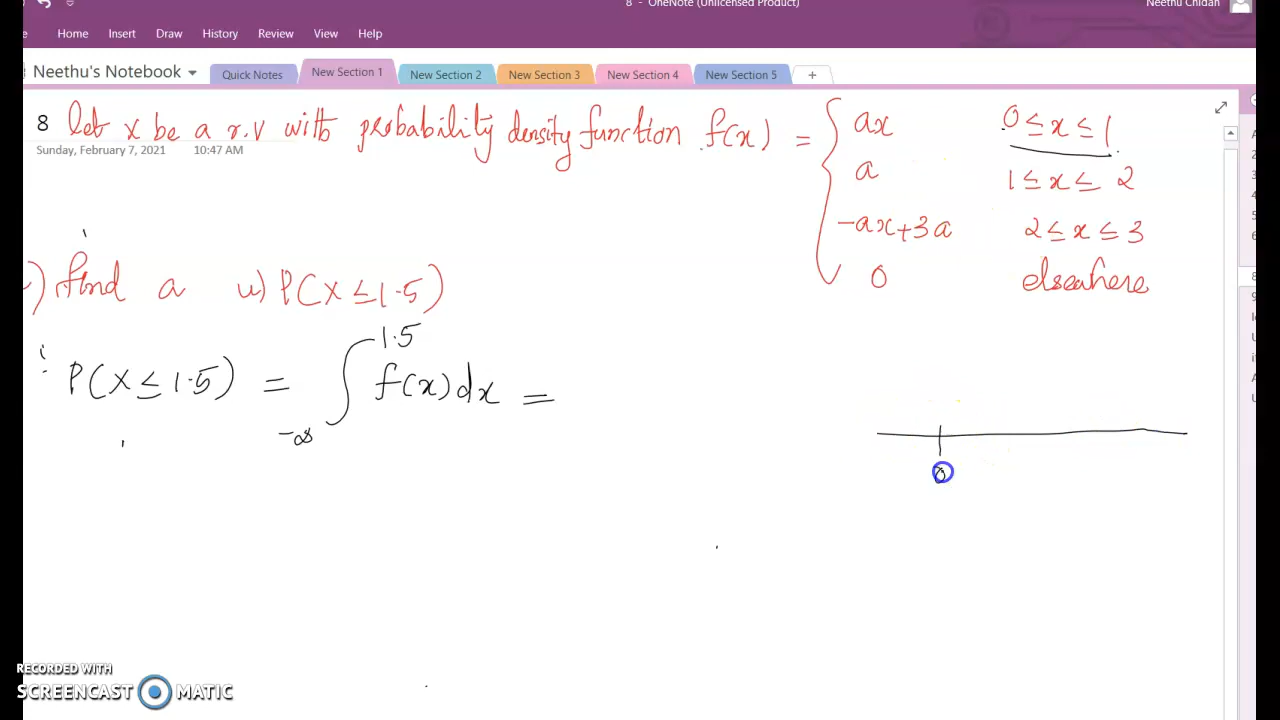 8 - OneNote (Unlicensed Product) Neethu Chidan
Home Insert Draw History Review View Help
Neethu's Notebook Quick Notes New Section 1 New Section 2 New Section 3 New Section 4 New Section 5 +
8 let x be a r.v with probability density function f(x) = { ax 0 ≤ x ≤ 1
Sunday, February 7, 2021 10:47 AM
a 1 ≤ x ≤ 2
-ax+3a 2 ≤ x ≤ 3
0 elsewhere
) find a ii) P(X ≤ 1.5)
P(X ≤ 1.5) = ∫_{-∞}^{1.5} f(x) dx =
0
RECORDED WITH
SCREENCAST MATIC